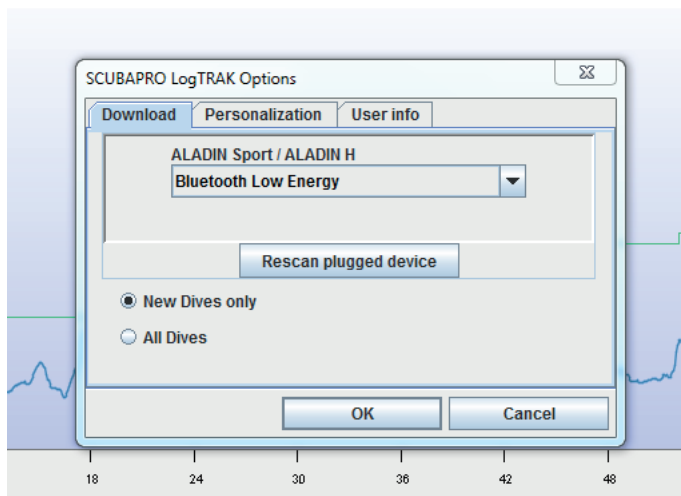 SCUBAPRO LogTRAK Options
Download Personalization User info
ALADIN Sport / ALADIN H
Bluetooth Low Energy
Rescan plugged device
New Dives only
All Dives
OK Cancel
18 24 30 36 42 48